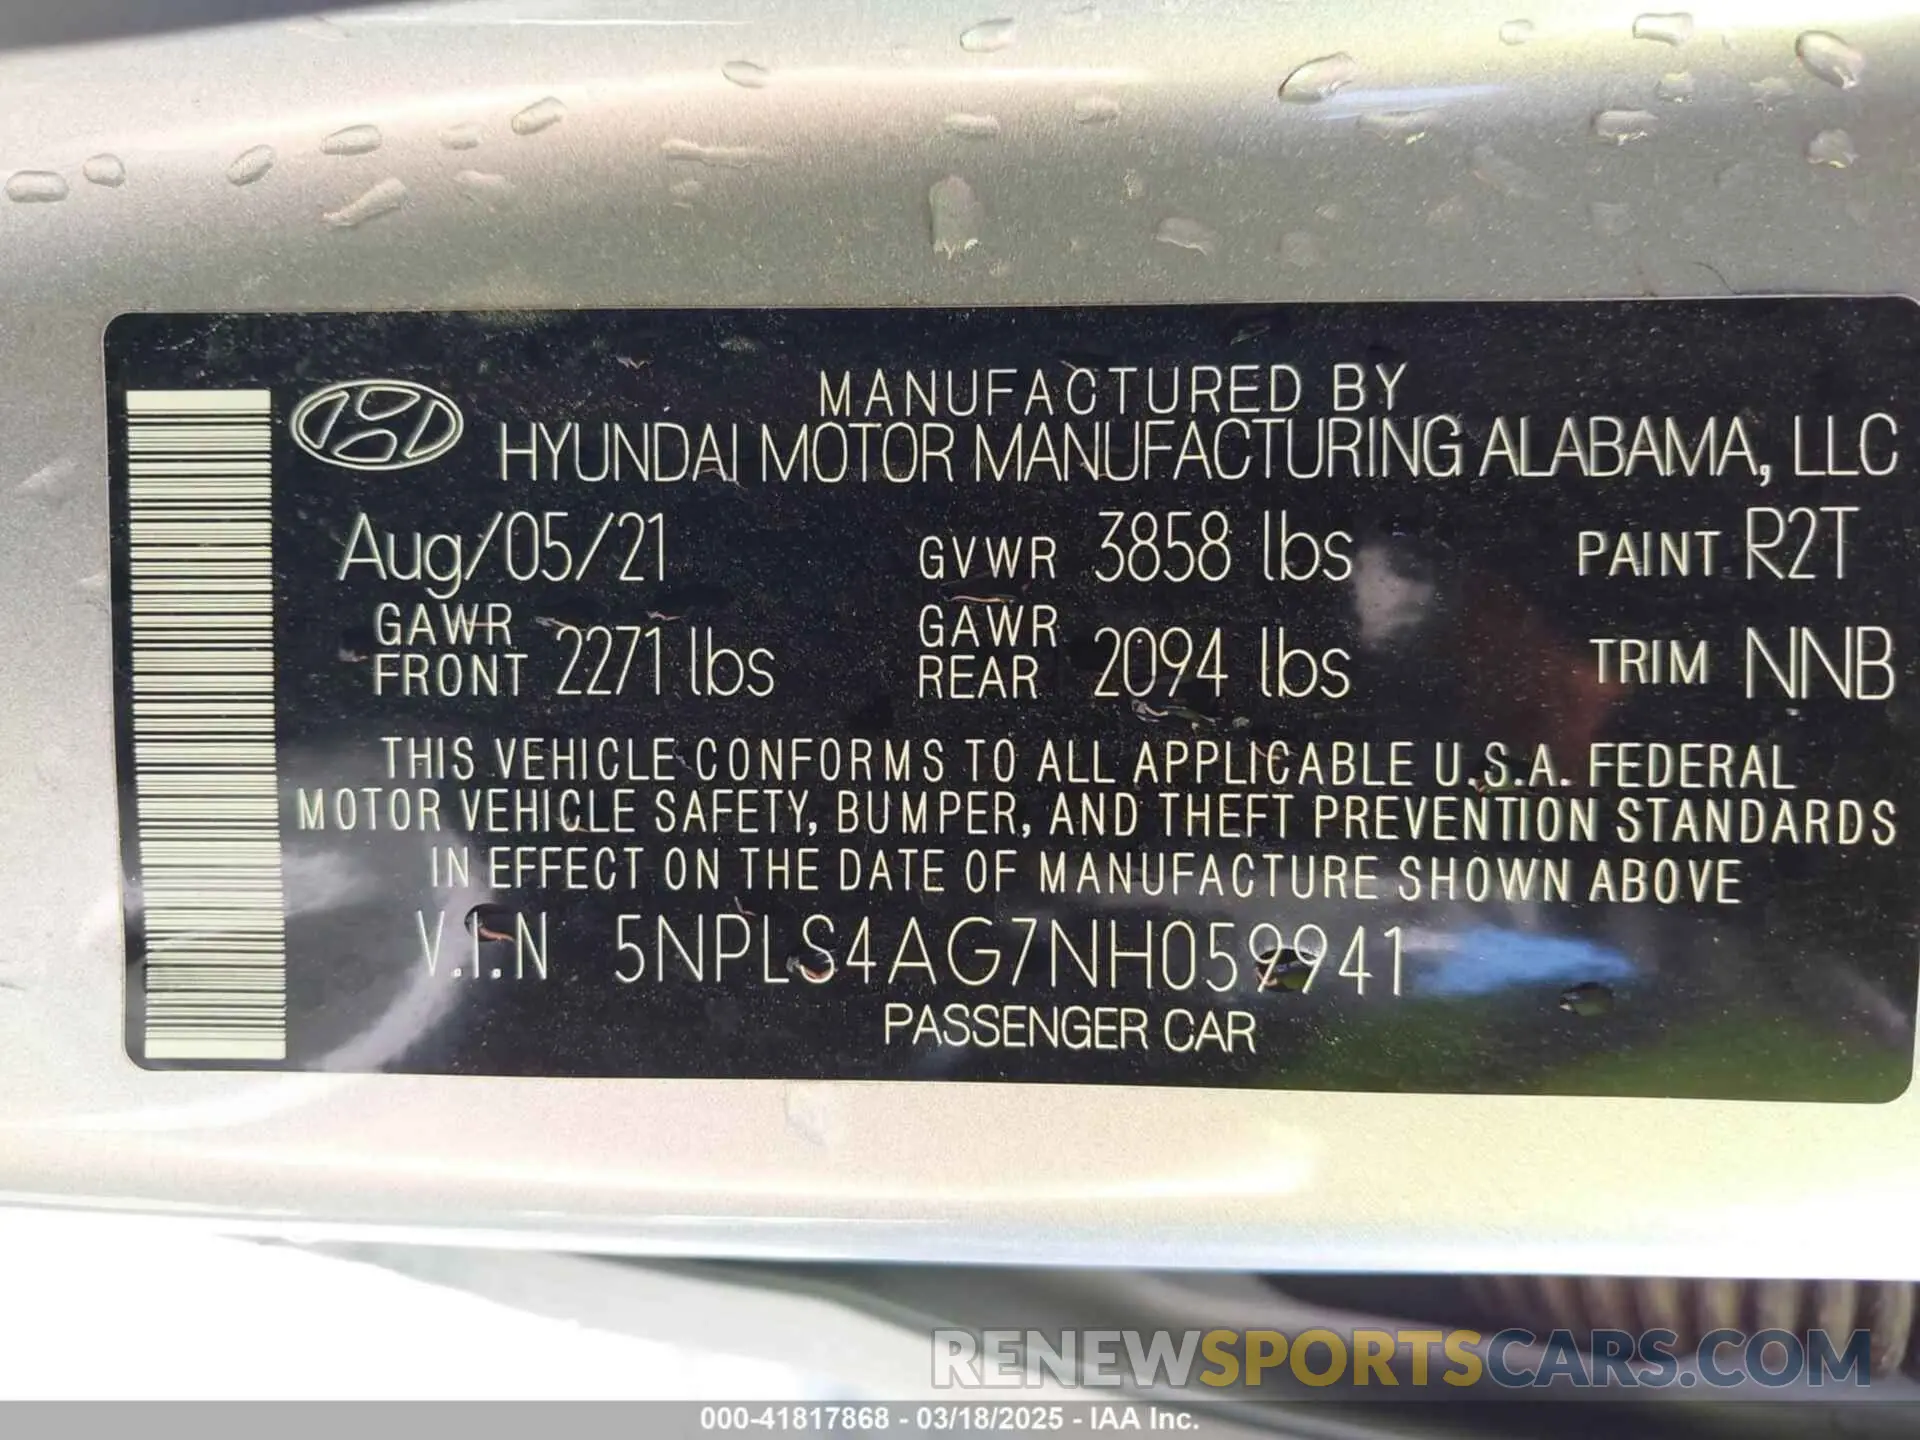 MANUFACTURED BY
HYUNDAI MOTOR MANUFACTURING ALABAMA, LLC
Aug/05/21 GVWR 3858 lbs PAINT R2T
GAWR FRONT 2271 lbs GAWR REAR 2094 lbs TRIM NNB
THIS VEHICLE CONFORMS TO ALL APPLICABLE U.S.A. FEDERAL
MOTOR VEHICLE SAFETY, BUMPER, AND THEFT PREVENTION STANDARDS
IN EFFECT ON THE DATE OF MANUFACTURE SHOWN ABOVE
V.I.N 5NPLS4AG7NH059941
PASSENGER CAR
RENEWSPORTSCARS.COM
000-41817868 - 03/18/2025 - IAA Inc.